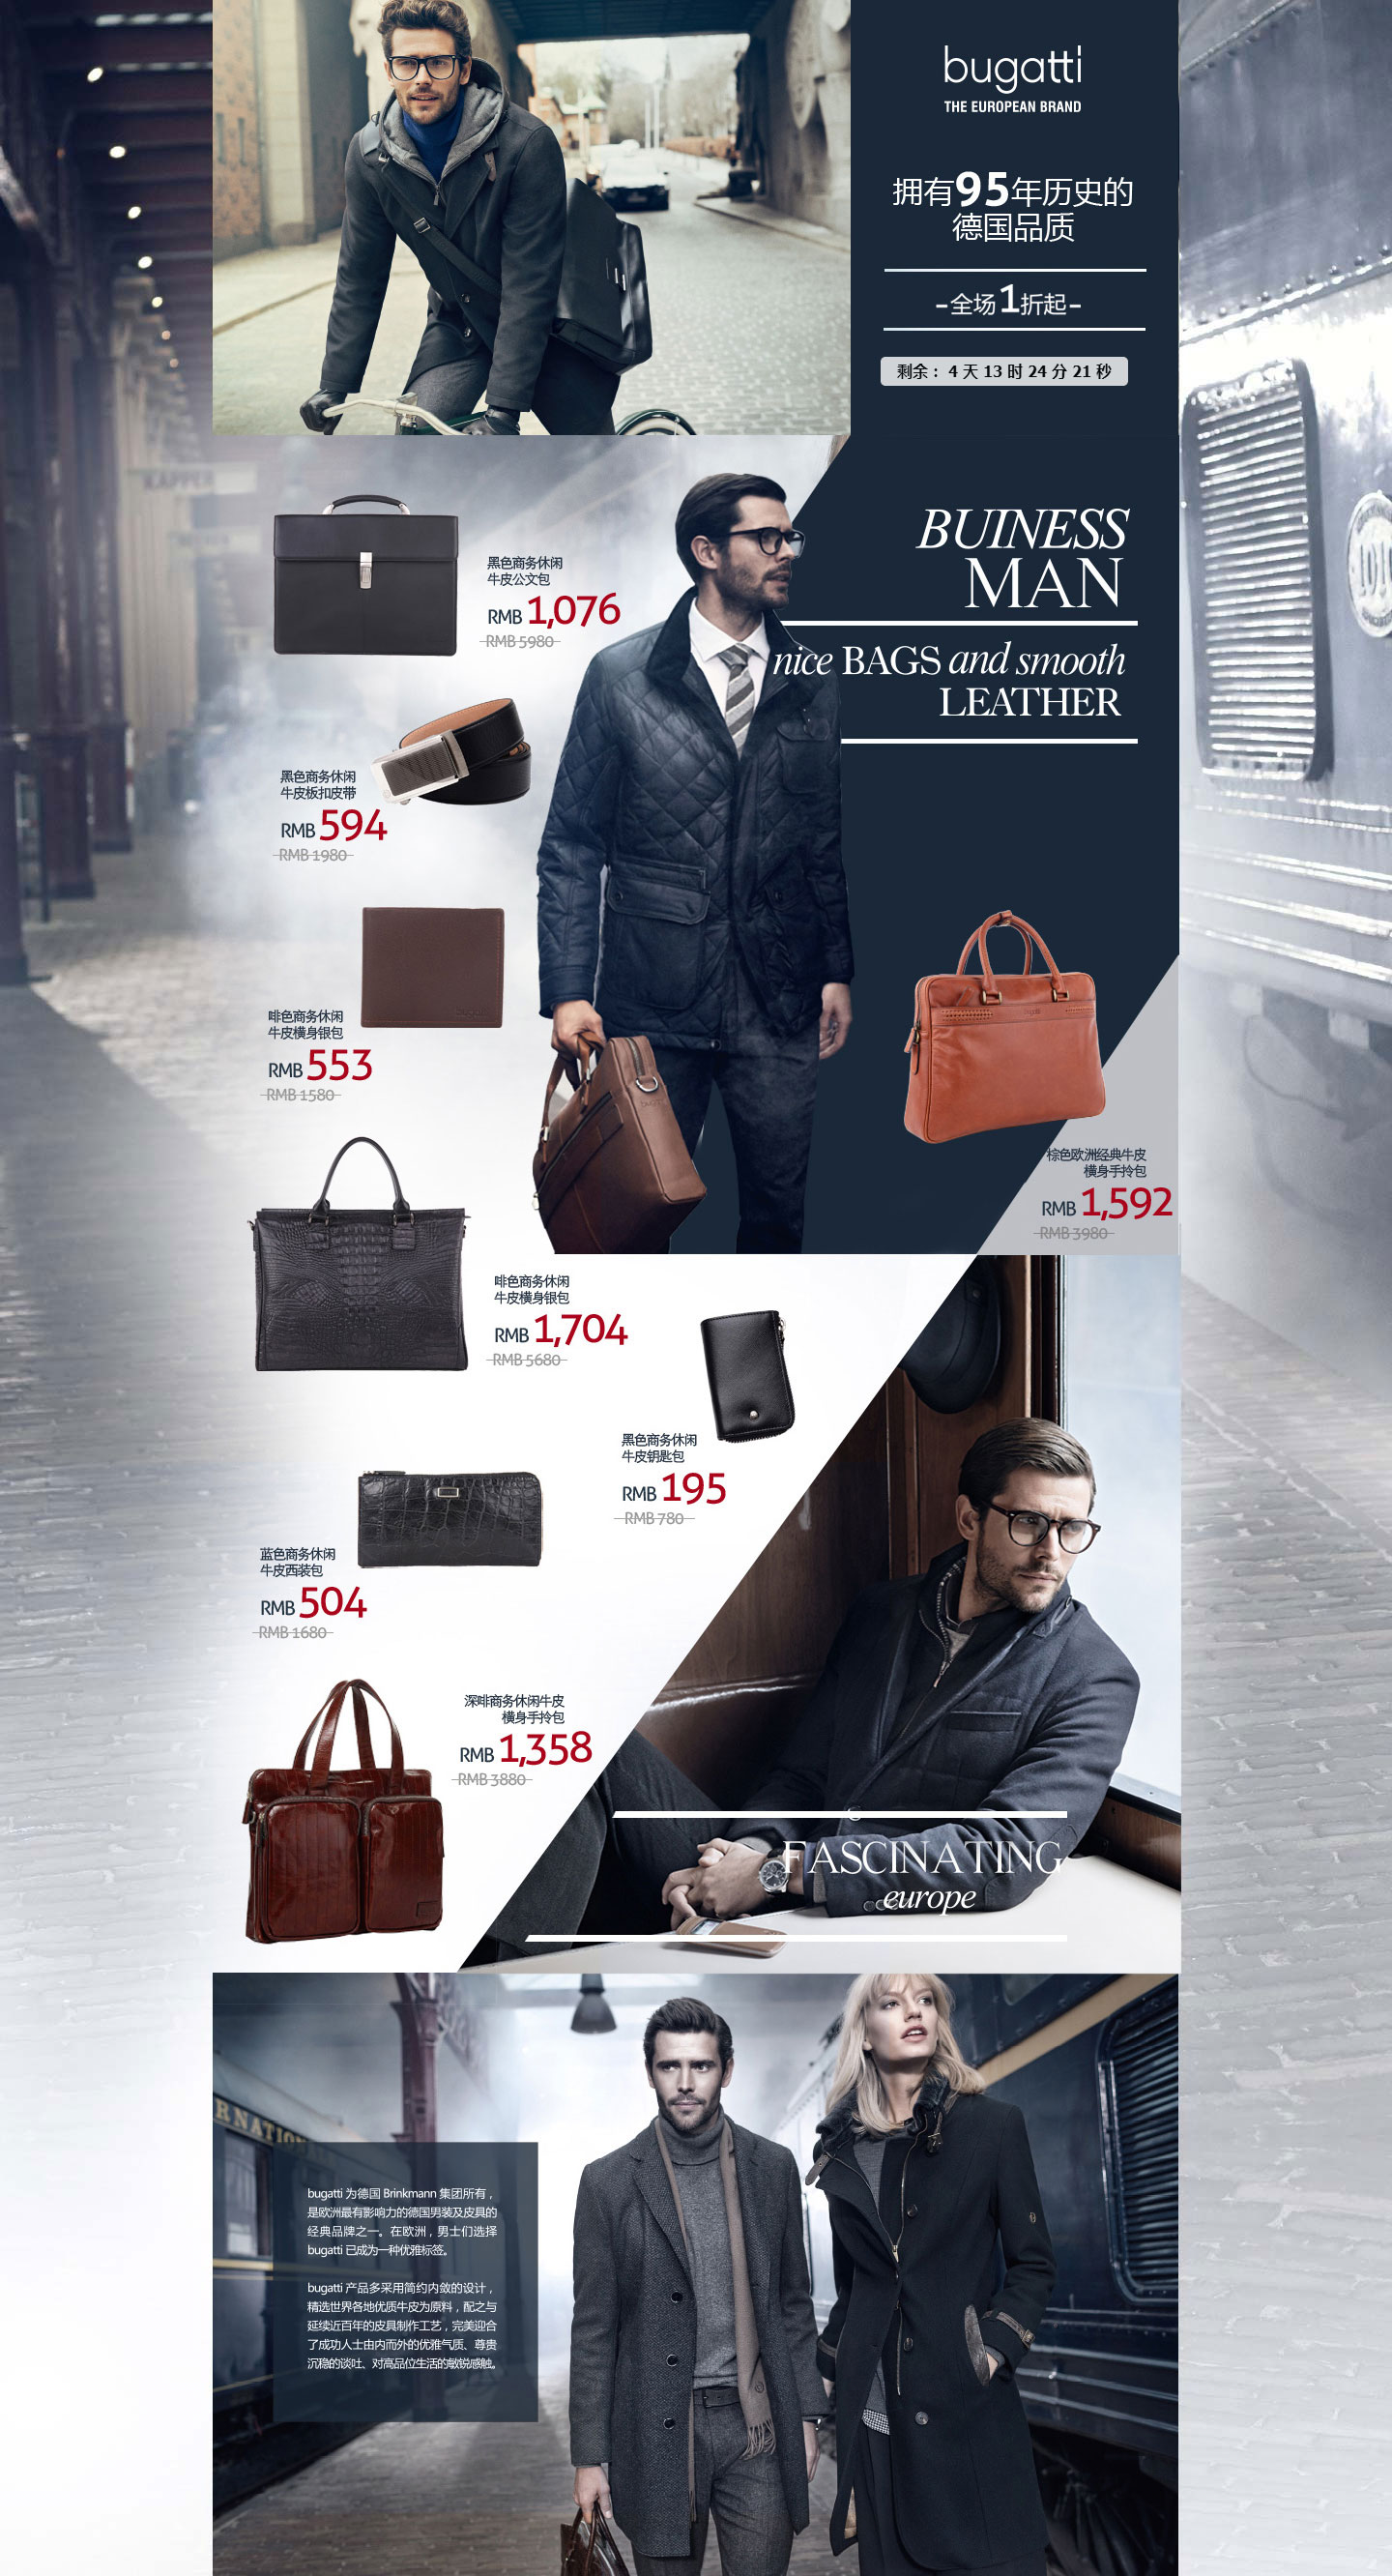 bugatti
THE EUROPEAN BRAND
拥有95年历史的
德国品质
-全场1折起-
剩余： 4 天 13 时 24 分 21 秒
BUINESS
MAN
nice BAGS and smooth
LEATHER
黑色商务休闲
牛皮公文包
RMB 1,076
RMB 5980
黑色商务休闲
牛皮板扣皮带
RMB 594
RMB 1980
啡色商务休闲
牛皮横身银包
RMB 553
RMB 1580
棕色欧洲经典牛皮
横身手拎包
RMB 1,592
RMB 3980
啡色商务休闲
牛皮横身银包
RMB 1,704
RMB 5680
黑色商务休闲
牛皮钥匙包
RMB 195
RMB 780
蓝色商务休闲
牛皮西装包
RMB 504
RMB 1680
深啡商务休闲牛皮
横身手拎包
RMB 1,358
RMB 3880
FASCINATING
europe
bugatti 为德国 Brinkmann 集团所有，
是欧洲最有影响力的德国男装及皮具的
经典品牌之一。在欧洲，男士们选择
bugatti 已成为一种优雅标签。
bugatti 产品多采用简约内敛的设计，
精选世界各地优质牛皮为原料，配之与
延续近百年的皮具制作工艺，完美迎合
了成功人士由内而外的优雅气质、尊贵
沉稳的谈吐、对高品位生活的敏锐感触。